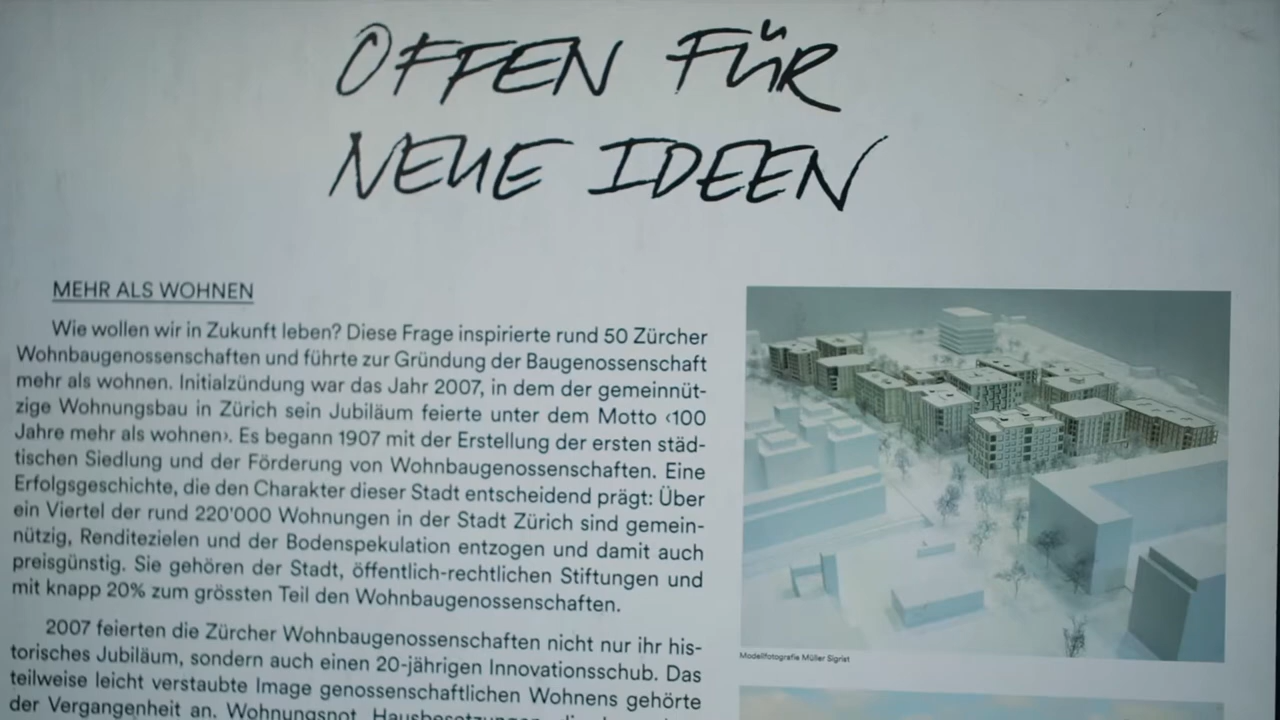 OFFEN FÜR
NEUE IDEEN
MEHR ALS WOHNEN
Wie wollen wir in Zukunft leben? Diese Frage inspirierte rund 50 Zürcher
Wohnbaugenossenschaften und führte zur Gründung der Baugenossenschaft
mehr als wohnen. Initialzündung war das Jahr 2007, in dem der gemeinnüt-
zige Wohnungsbau in Zürich sein Jubiläum feierte unter dem Motto ‹100
Jahre mehr als wohnen›. Es begann 1907 mit der Erstellung der ersten städ-
tischen Siedlung und der Förderung von Wohnbaugenossenschaften. Eine
Erfolgsgeschichte, die den Charakter dieser Stadt entscheidend prägt: Über
ein Viertel der rund 220'000 Wohnungen in der Stadt Zürich sind gemein-
nützig, Renditezielen und der Bodenspekulation entzogen und damit auch
preisgünstig. Sie gehören der Stadt, öffentlich-rechtlichen Stiftungen und
mit knapp 20% zum grössten Teil den Wohnbaugenossenschaften.
2007 feierten die Zürcher Wohnbaugenossenschaften nicht nur ihr his-
torisches Jubiläum, sondern auch einen 20-jährigen Innovationsschub. Das
teilweise leicht verstaubte Image genossenschaftlichen Wohnens gehörte
der Vergangenheit an. Wohnungsnot, Hausbesetzungen, die
Modellfotografie Müller Sigrist